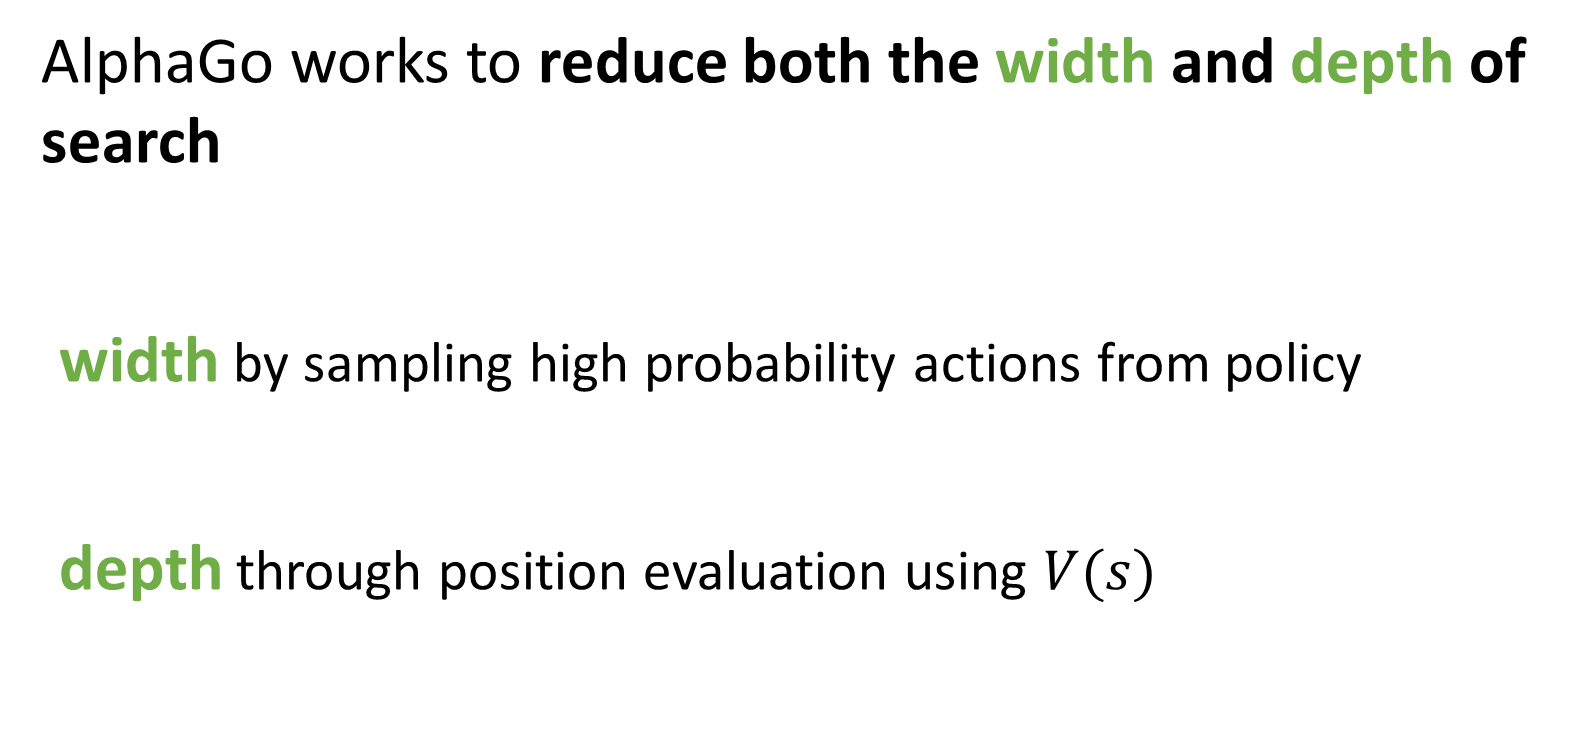 AlphaGo works to reduce both the width and depth of
search
width by sampling high probability actions from policy
depth through position evaluation using V(s)